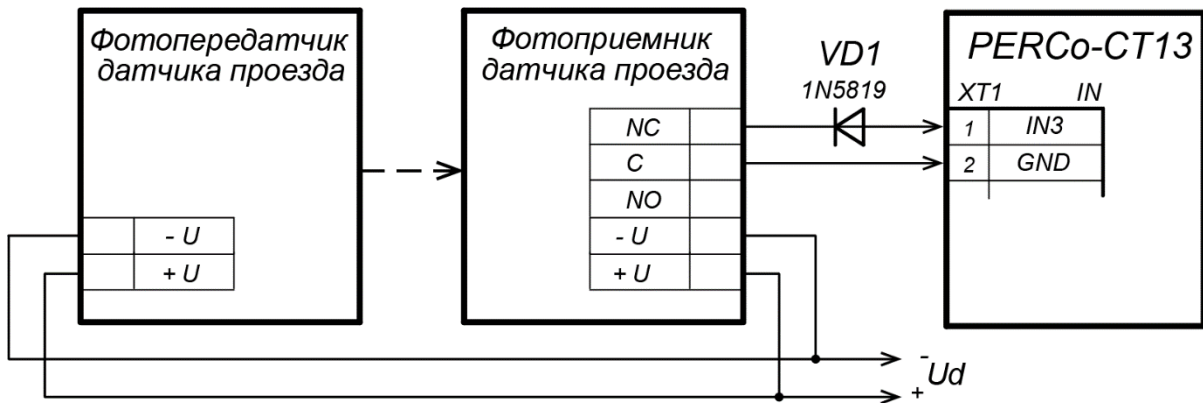 Фотопередатчик
датчика проезда
- U
+ U
Фотоприемник
датчика проезда
NC
C
NO
- U
+ U
VD1
1N5819
PERCo-CT13
XT1 IN
1 IN3
2 GND
- Ud
+